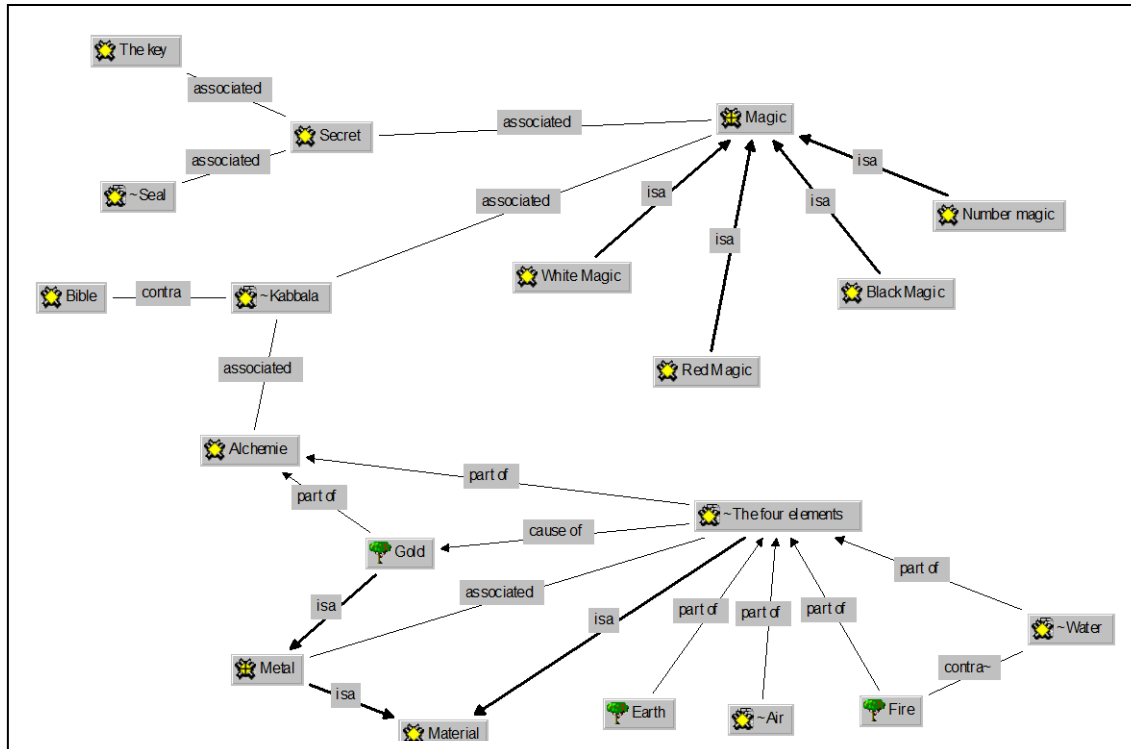 The key
associated
Secret
associated
Magic
associated
~Seal
associated
isa
isa
isa
isa
Number magic
White Magic
Black Magic
Bible
contra
~Kabbala
associated
Red Magic
Alchemie
part of
part of
~The four elements
cause of
Gold
part of
associated
isa
isa
part of
part of
part of
~Water
Metal
contra~
isa
Earth
~Air
Fire
Material